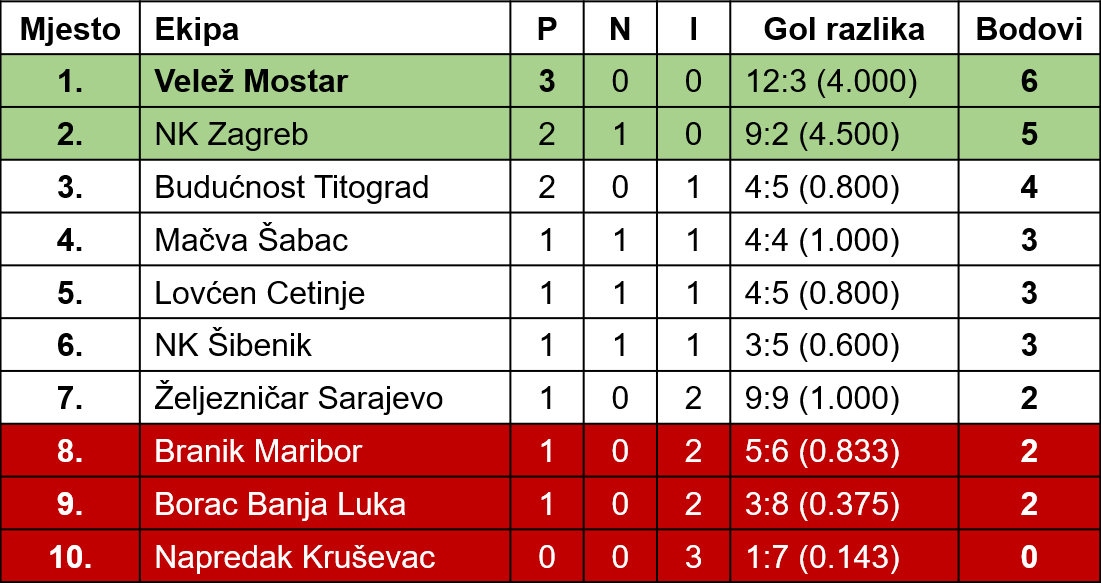 Mjesto Ekipa P N I Gol razlika Bodovi
1. Velež Mostar 3 0 0 12:3 (4.000) 6
2. NK Zagreb 2 1 0 9:2 (4.500) 5
3. Budućnost Titograd 2 0 1 4:5 (0.800) 4
4. Mačva Šabac 1 1 1 4:4 (1.000) 3
5. Lovćen Cetinje 1 1 1 4:5 (0.800) 3
6. NK Šibenik 1 1 1 3:5 (0.600) 3
7. Željezničar Sarajevo 1 0 2 9:9 (1.000) 2
8. Branik Maribor 1 0 2 5:6 (0.833) 2
9. Borac Banja Luka 1 0 2 3:8 (0.375) 2
10. Napredak Kruševac 0 0 3 1:7 (0.143) 0